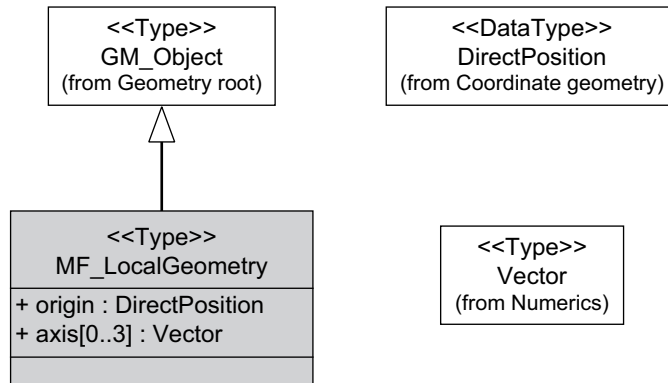 <<Type>>
GM_Object
(from Geometry root)
<<DataType>>
DirectPosition
(from Coordinate geometry)
<<Type>>
MF_LocalGeometry
+ origin : DirectPosition
+ axis[0..3] : Vector
<<Type>>
Vector
(from Numerics)